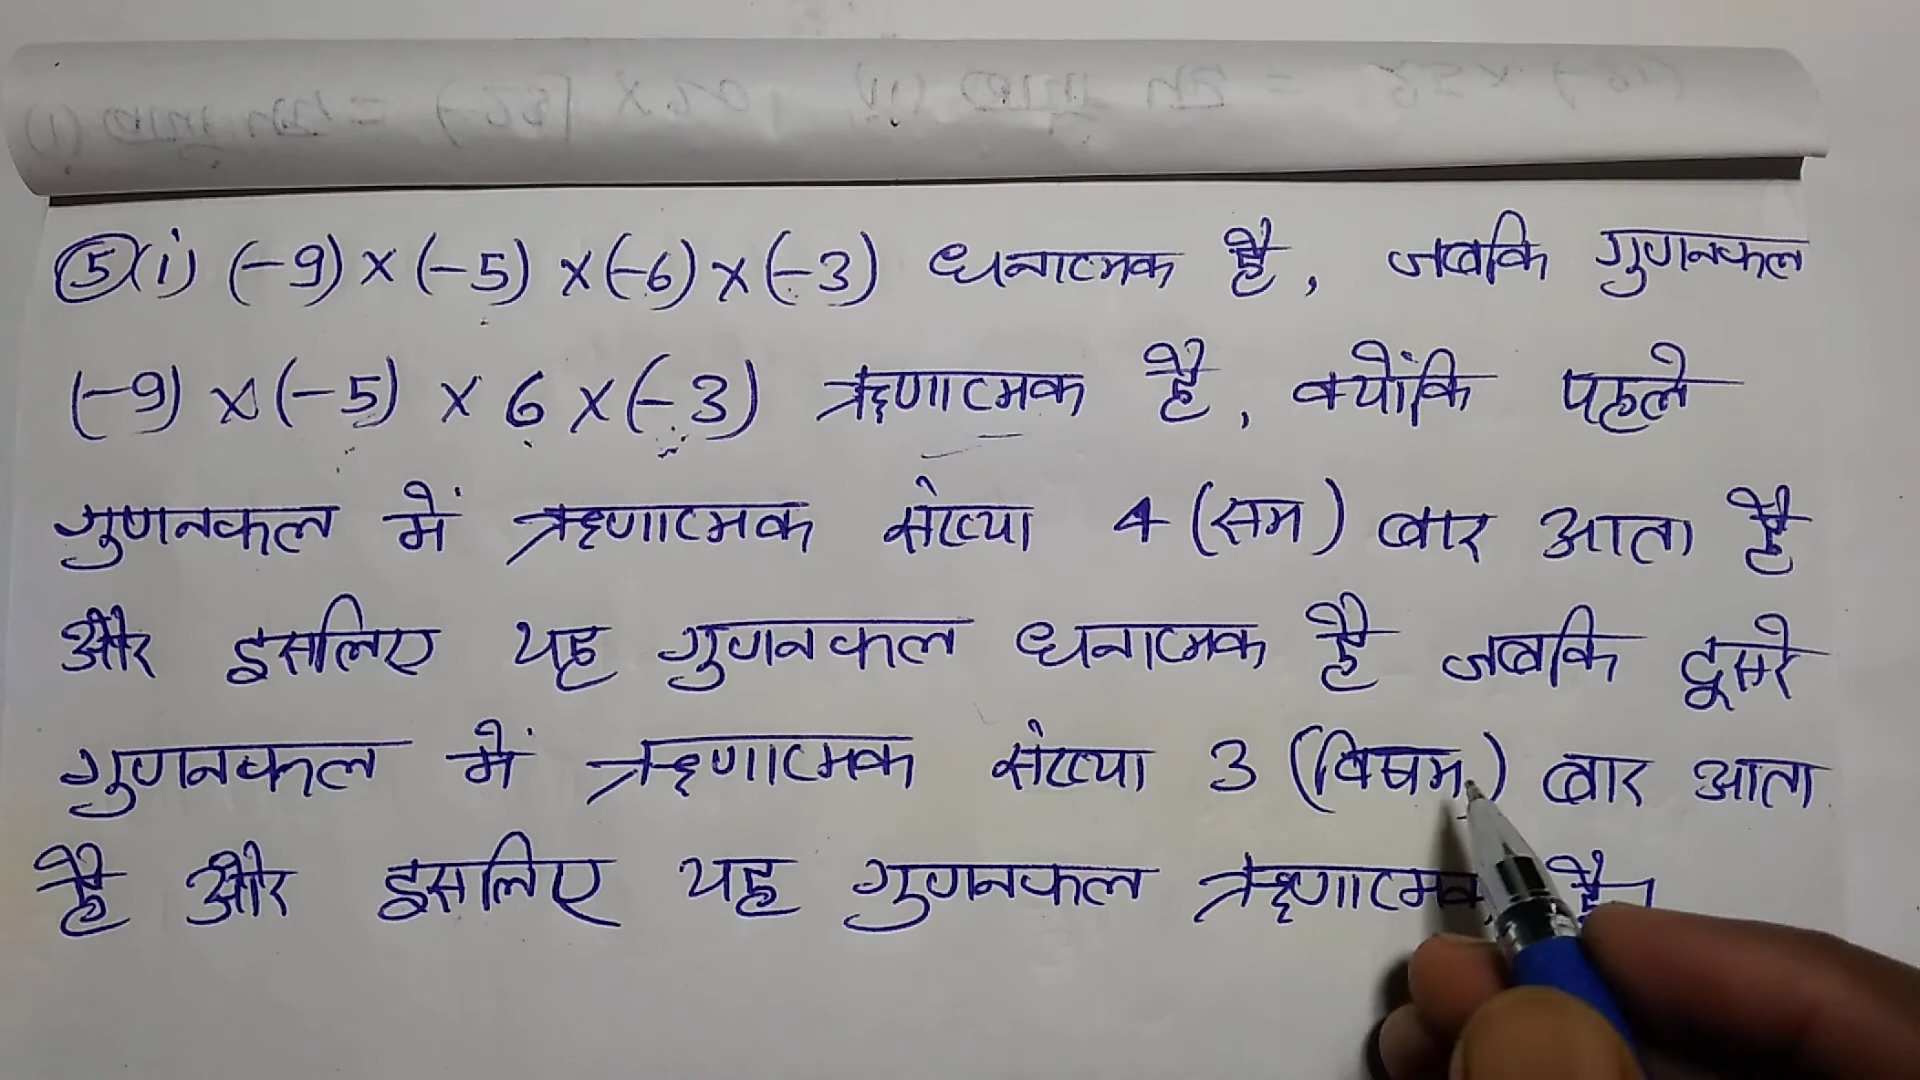 ⑤(i) (-9) × (-5) × (-6) × (-3) धनात्मक है, जबकि गुणनफल
(-9) × (-5) × 6 × (-3) ऋणात्मक है, क्योंकि पहले
गुणनफल में ऋणात्मक संख्या 4 (सम) बार आता है
और इसलिए यह गुणनफल धनात्मक है जबकि दूसरे
गुणनफल में ऋणात्मक संख्या 3 (विषम) बार आता
है और इसलिए यह गुणनफल ऋणात्मक है।